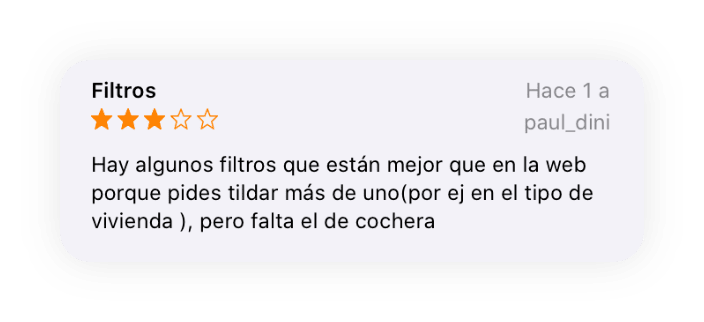 Filtros
Hace 1 a
paul_dini
Hay algunos filtros que están mejor que en la web
porque pides tildar más de uno(por ej en el tipo de
vivienda ), pero falta el de cochera